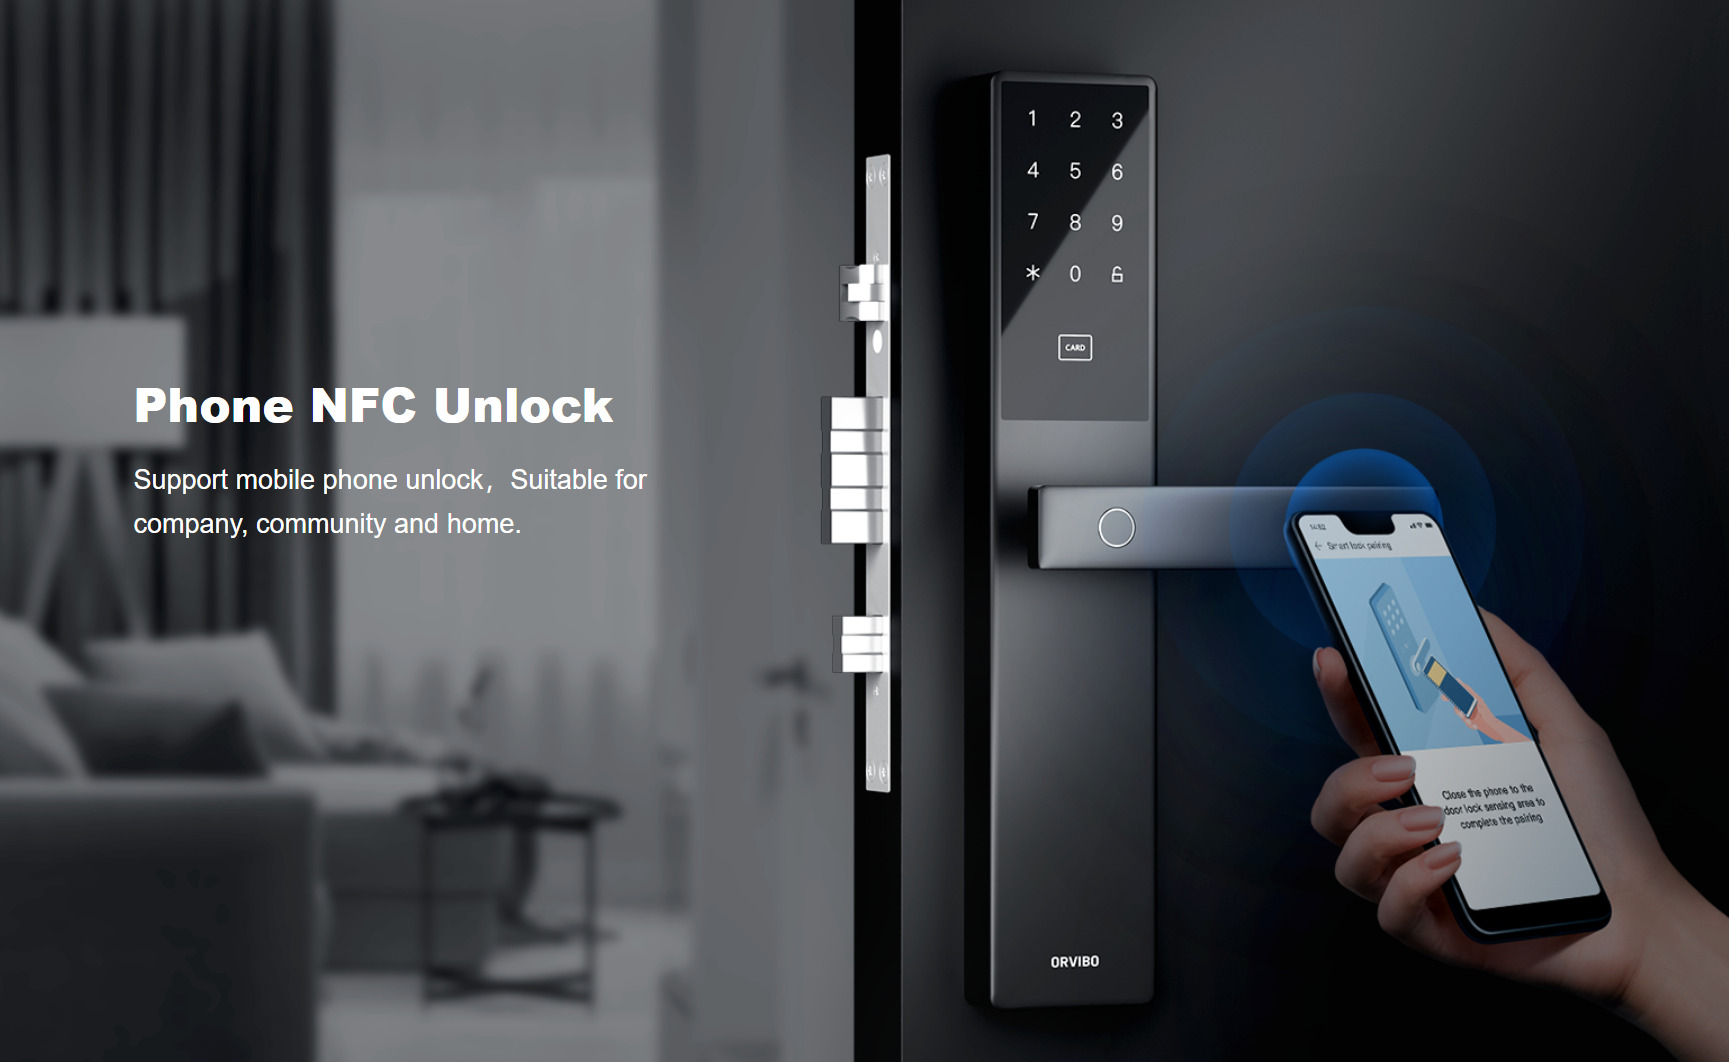 Phone NFC Unlock
Support mobile phone unlock，Suitable for
company, community and home.
1 2 3
4 5 6
7 8 9
* 0
CARD
ORVIBO
14:52
Smart lock pairing
Close the phone to the
door lock sensing area to
complete the pairing